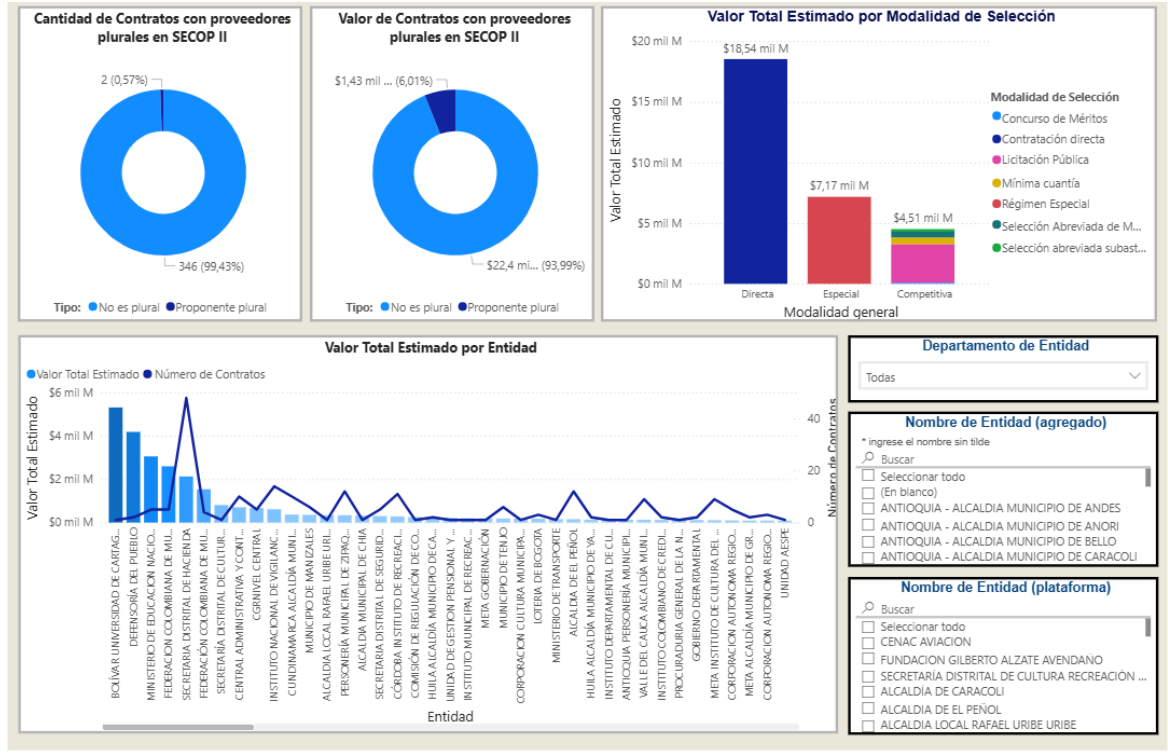 Cantidad de Contratos con proveedores
plurales en SECOP II
2 (0,57%)
346 (99,43%)
Tipo: No es plural Proponente plural
Valor de Contratos con proveedores
plurales en SECOP II
$1,43 mil ... (6,01%)
$22,4 mi... (93,99%)
Tipo: No es plural Proponente plural
Valor Total Estimado por Modalidad de Selección
Valor Total Estimado
$20 mil M
$15 mil M
$10 mil M
$5 mil M
$0 mil M
$18,54 mil M
$7,17 mil M
$4,51 mil M
Directa
Especial
Competitiva
Modalidad general
Modalidad de Selección
Concurso de Méritos
Contratación directa
Licitación Pública
Mínima cuantía
Régimen Especial
Selección Abreviada de M...
Selección abreviada subast...
Valor Total Estimado por Entidad
Valor Total Estimado Número de Contratos
Valor Total Estimado
$6 mil M
$4 mil M
$2 mil M
$0 mil M
40
20
0
Número de Contratos
BOLÍVAR UNIVERSIDAD DE CARTAG...
DEFENSORÍA DEL PUEBLO
MINISTERIO DE EDUCACION NACIO...
FEDERACION COLOMBIANA DE MU...
SECRETARIA DISTRITAL DE HACIENDA
FEDERACIÓN COLOMBIANA DE MU...
SECRETARÍA DISTRITAL DE CULTUR...
CENTRAL ADMINISTRATIVA Y CONT...
CGRNIVEL CENTRAL
INSTITUTO NACIONAL DE VIGILANC...
CUNDINAMARCA ALCALDÍA MUNI...
MUNICIPIO DE MANIZALES
ALCALDIA LOCAL RAFAEL URIBE URI...
PERSONERÍA MUNICIPAL DE ZIPAQ...
ALCALDIA MUNICIPAL DE CHIA
SECRETARIA DISTRITAL DE SEGURID...
CÓRDOBA INSTITUTO DE RECREACI...
COMISIÓN DE REGULACIÓN DE CO...
HUILA ALCALDÍA MUNICIPIO DE CA...
UNIDAD DE GESTION PENSIONAL Y ...
INSTITUTO MUNICIPAL DE RECREAC...
META GOBERNACIÓN
MUNICIPIO DE TENJO
CORPORACION CULTURA MUNICIPA...
LOTERIA DE BOGOTA
MINISTERIO DE TRANSPORTE
ALCALDIA DE EL PEÑOL
HUILA ALCALDÍA MUNICIPIO DE YA...
INSTITUTO DEPARTAMENTAL DE CU...
ANTIOQUIA PERSONERÍA MUNICIPI...
VALLE DEL CAUCA ALCALDÍA MUNI...
INSTITUTO COLOMBIANO DE CREDI...
PROCURADURIA GENERAL DE LA N...
GOBIERNO DEPARTAMENTAL
META INSTITUTO DE CULTURA DEL ...
CORPORACION AUTONOMA REGIO...
META ALCALDÍA MUNICIPIO DE GR...
CORPORACIÓN AUTONOMA REGIO...
UNIDAD AESPE
Entidad
Departamento de Entidad
Todas
Nombre de Entidad (agregado)
* ingrese el nombre sin tilde
Buscar
Seleccionar todo
(En blanco)
ANTIOQUIA - ALCALDIA MUNICIPIO DE ANDES
ANTIOQUIA - ALCALDIA MUNICIPIO DE ANORI
ANTIOQUIA - ALCALDIA MUNICIPIO DE BELLO
ANTIOQUIA - ALCALDIA MUNICIPIO DE CARACOLI
Nombre de Entidad (plataforma)
Buscar
Seleccionar todo
CENAC AVIACION
FUNDACION GILBERTO ALZATE AVENDAÑO
SECRETARÍA DISTRITAL DE CULTURA RECREACIÓN ...
ALCALDÍA DE CARACOLI
ALCALDIA DE EL PEÑOL
ALCALDIA LOCAL RAFAEL URIBE URIBE